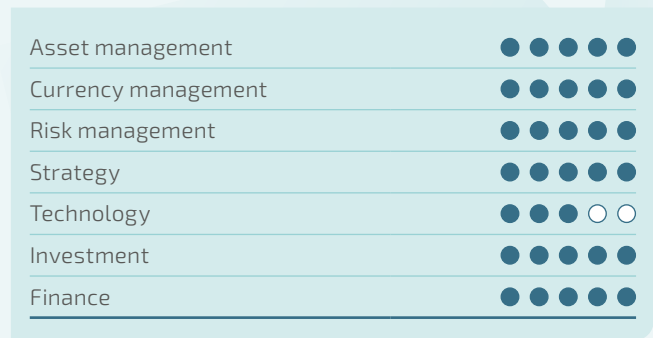 Asset management
Currency management
Risk management
Strategy
Technology
Investment
Finance